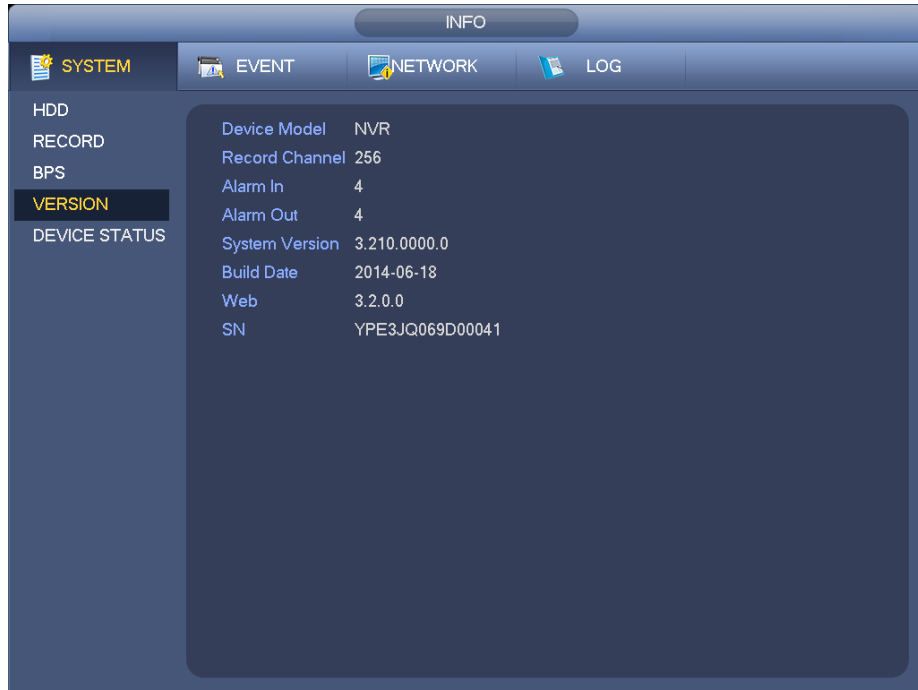 INFO
SYSTEM EVENT NETWORK LOG
HDD
RECORD
BPS
VERSION
DEVICE STATUS
Device Model NVR
Record Channel 256
Alarm In 4
Alarm Out 4
System Version 3.210.0000.0
Build Date 2014-06-18
Web 3.2.0.0
SN YPE3JQ069D00041